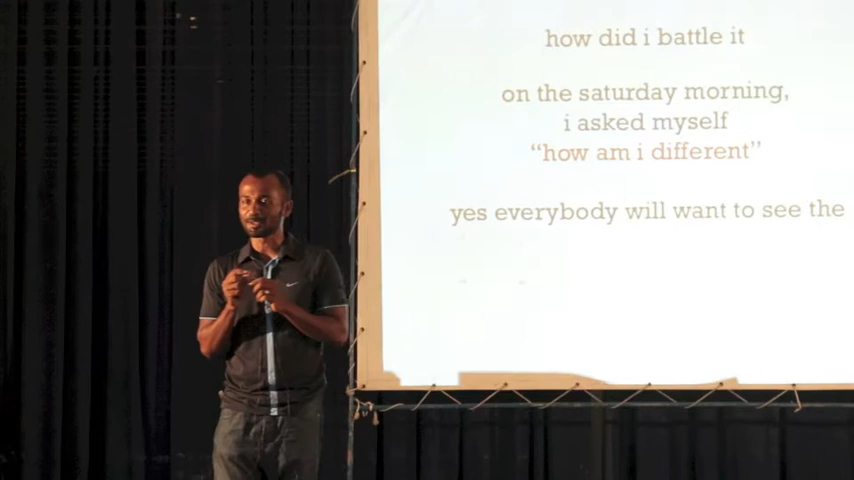 how did i battle it
on the saturday morning,
i asked myself
“how am i different”
yes everybody will want to see the